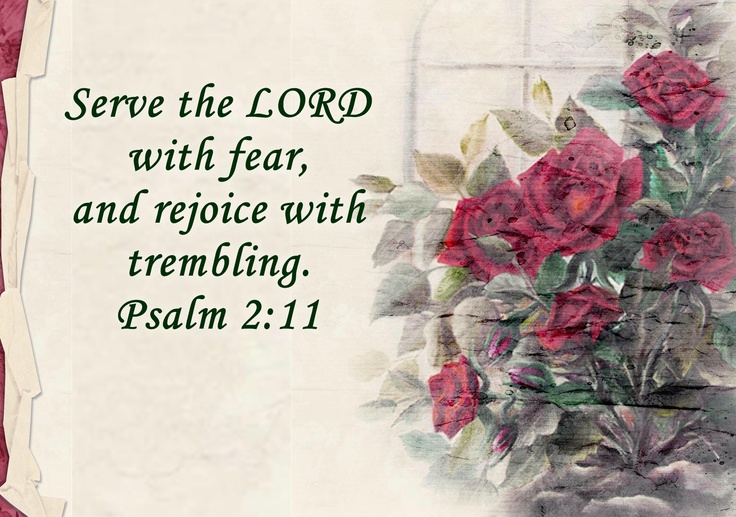 Serve the LORD
with fear,
and rejoice with
trembling.
Psalm 2:11